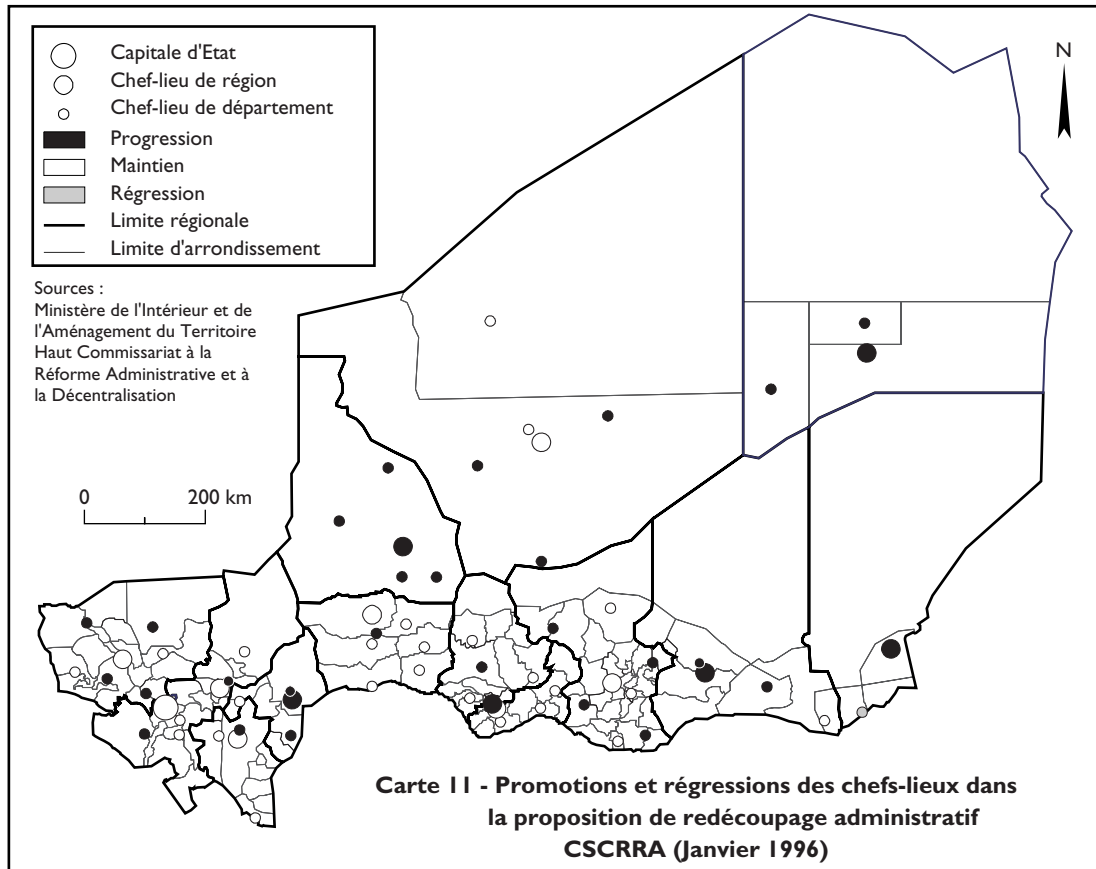 Capitale d'Etat
Chef-lieu de région
Chef-lieu de département
Progression
Maintien
Régression
Limite régionale
Limite d'arrondissement
Sources :
Ministère de l'Intérieur et de
l'Aménagement du Territoire
Haut Commissariat à la
Réforme Administrative et à
la Décentralisation
N
0 200 km
Carte 11 - Promotions et régressions des chefs-lieux dans
la proposition de redécoupage administratif
CSCRRA (Janvier 1996)